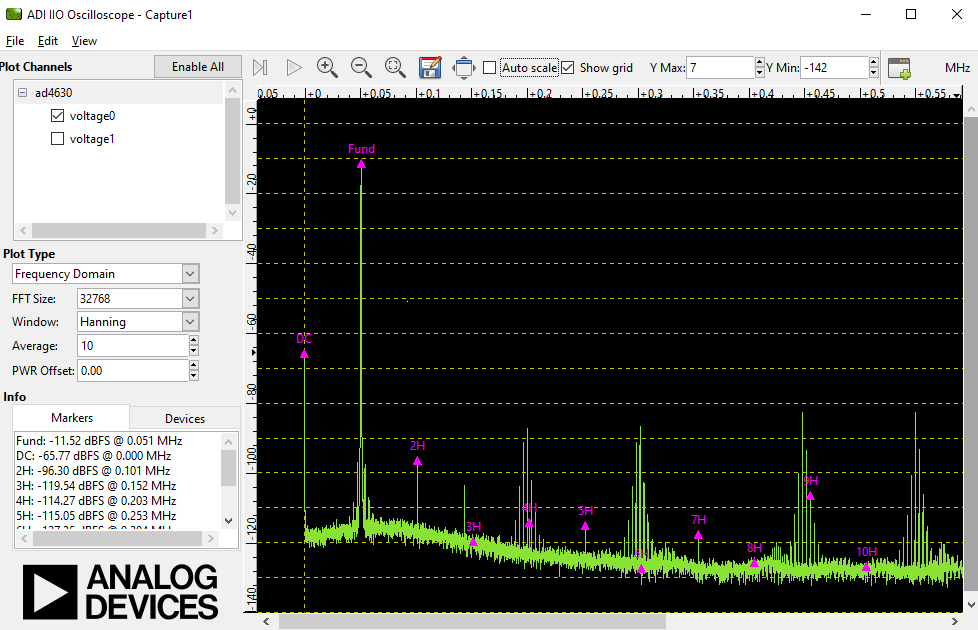 ADI IIO Oscilloscope - Capture1
File Edit View
Plot Channels Enable All Auto scale Show grid Y Max: 7 Y Min: -142 MHz
ad4630
voltage0
voltage1
0.05 +0 +0.05 +0.1 +0.15 +0.2 +0.25 +0.3 +0.35 +0.4 +0.45 +0.5 +0.55
+0
-20
-40
-60
-80
-100
-120
-140
Fund
DC
2H
3H
4H
5H
7H
8H
9H
10H
Plot Type
Frequency Domain
FFT Size: 32768
Window: Hanning
Average: 10
PWR Offset: 0.00
Info
Markers Devices
Fund: -11.52 dBFS @ 0.051 MHz
DC: -65.77 dBFS @ 0.000 MHz
2H: -96.30 dBFS @ 0.101 MHz
3H: -119.54 dBFS @ 0.152 MHz
4H: -114.27 dBFS @ 0.203 MHz
5H: -115.05 dBFS @ 0.253 MHz
ANALOG
DEVICES